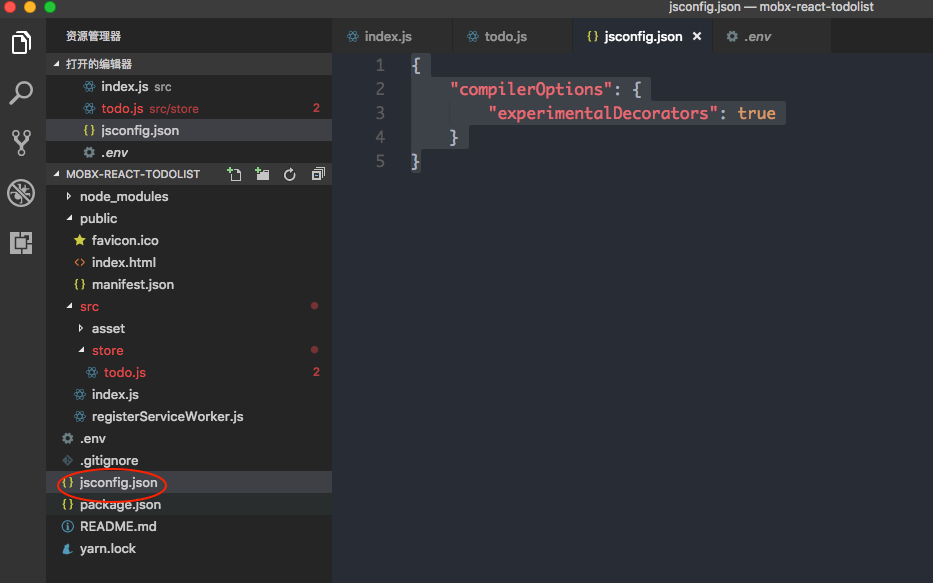 jsconfig.json — mobx-react-todolist
资源管理器
打开的编辑器
index.js src
todo.js src/store 2
{} jsconfig.json
.env
MOBX-REACT-TODOLIST
node_modules
public
favicon.ico
<> index.html
{} manifest.json
src
asset
store
todo.js 2
index.js
registerServiceWorker.js
.env
.gitignore
{} jsconfig.json
{} package.json
README.md
yarn.lock
index.js todo.js {} jsconfig.json × .env
1 {
2 "compilerOptions": {
3 "experimentalDecorators": true
4 }
5 }